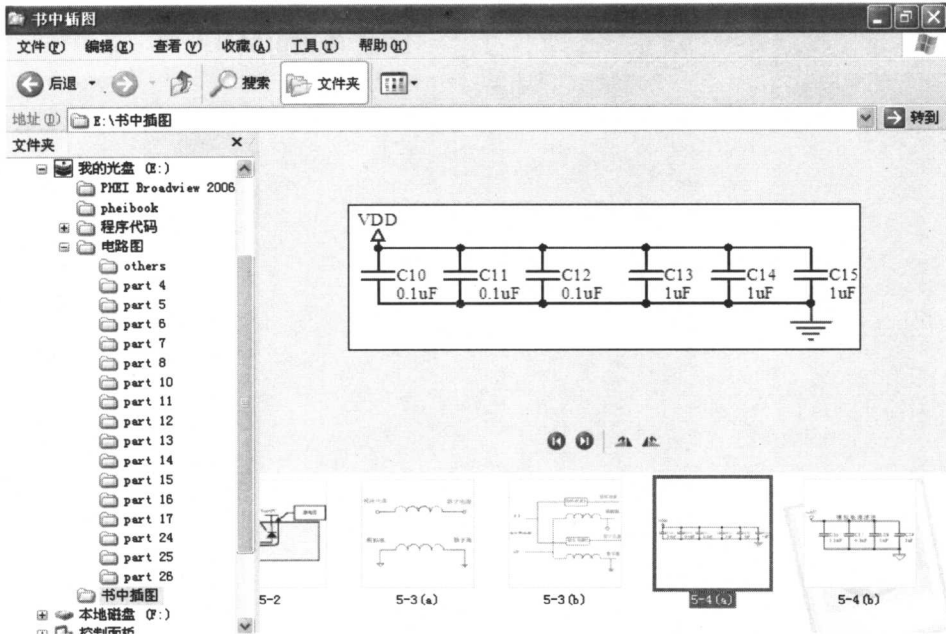 书中插图
文件(F) 编辑(E) 查看(V) 收藏(A) 工具(T) 帮助(H)
后退 搜索 文件夹
地址(D) E:\书中插图 转到
文件夹
我的光盘 (E:)
PHEI Broadview 2006
pheibook
程序代码
电路图
others
part 4
part 5
part 6
part 7
part 8
part 10
part 11
part 12
part 13
part 14
part 15
part 16
part 17
part 24
part 25
part 26
书中插图
本地磁盘 (F:)
控制面板
VDD
C10 C11 C12 C13 C14 C15
0.1uF 0.1uF 0.1uF 1uF 1uF 1uF
5-2 5-3(a) 5-3(b) 5-4(a) 5-4(b)